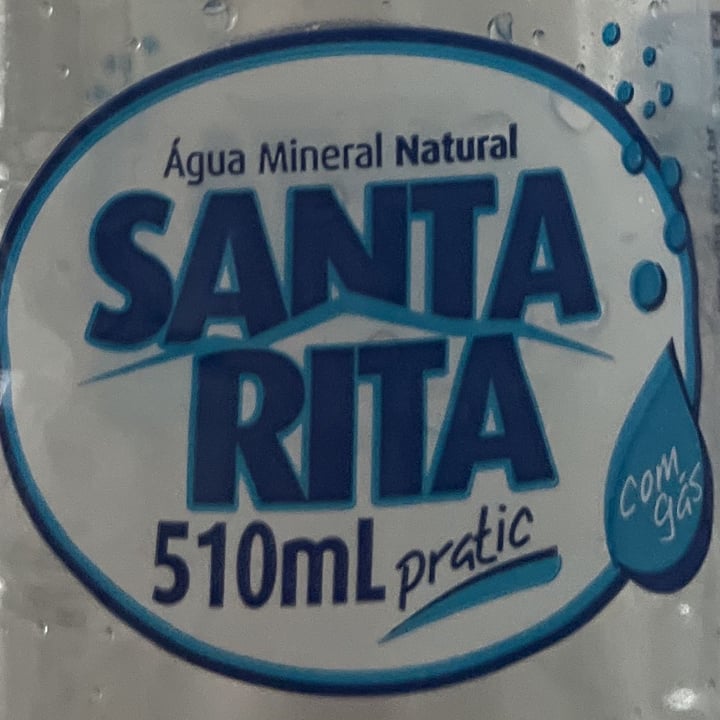 Água Mineral Natural
SANTA
RITA
510mL pratic
com
gás